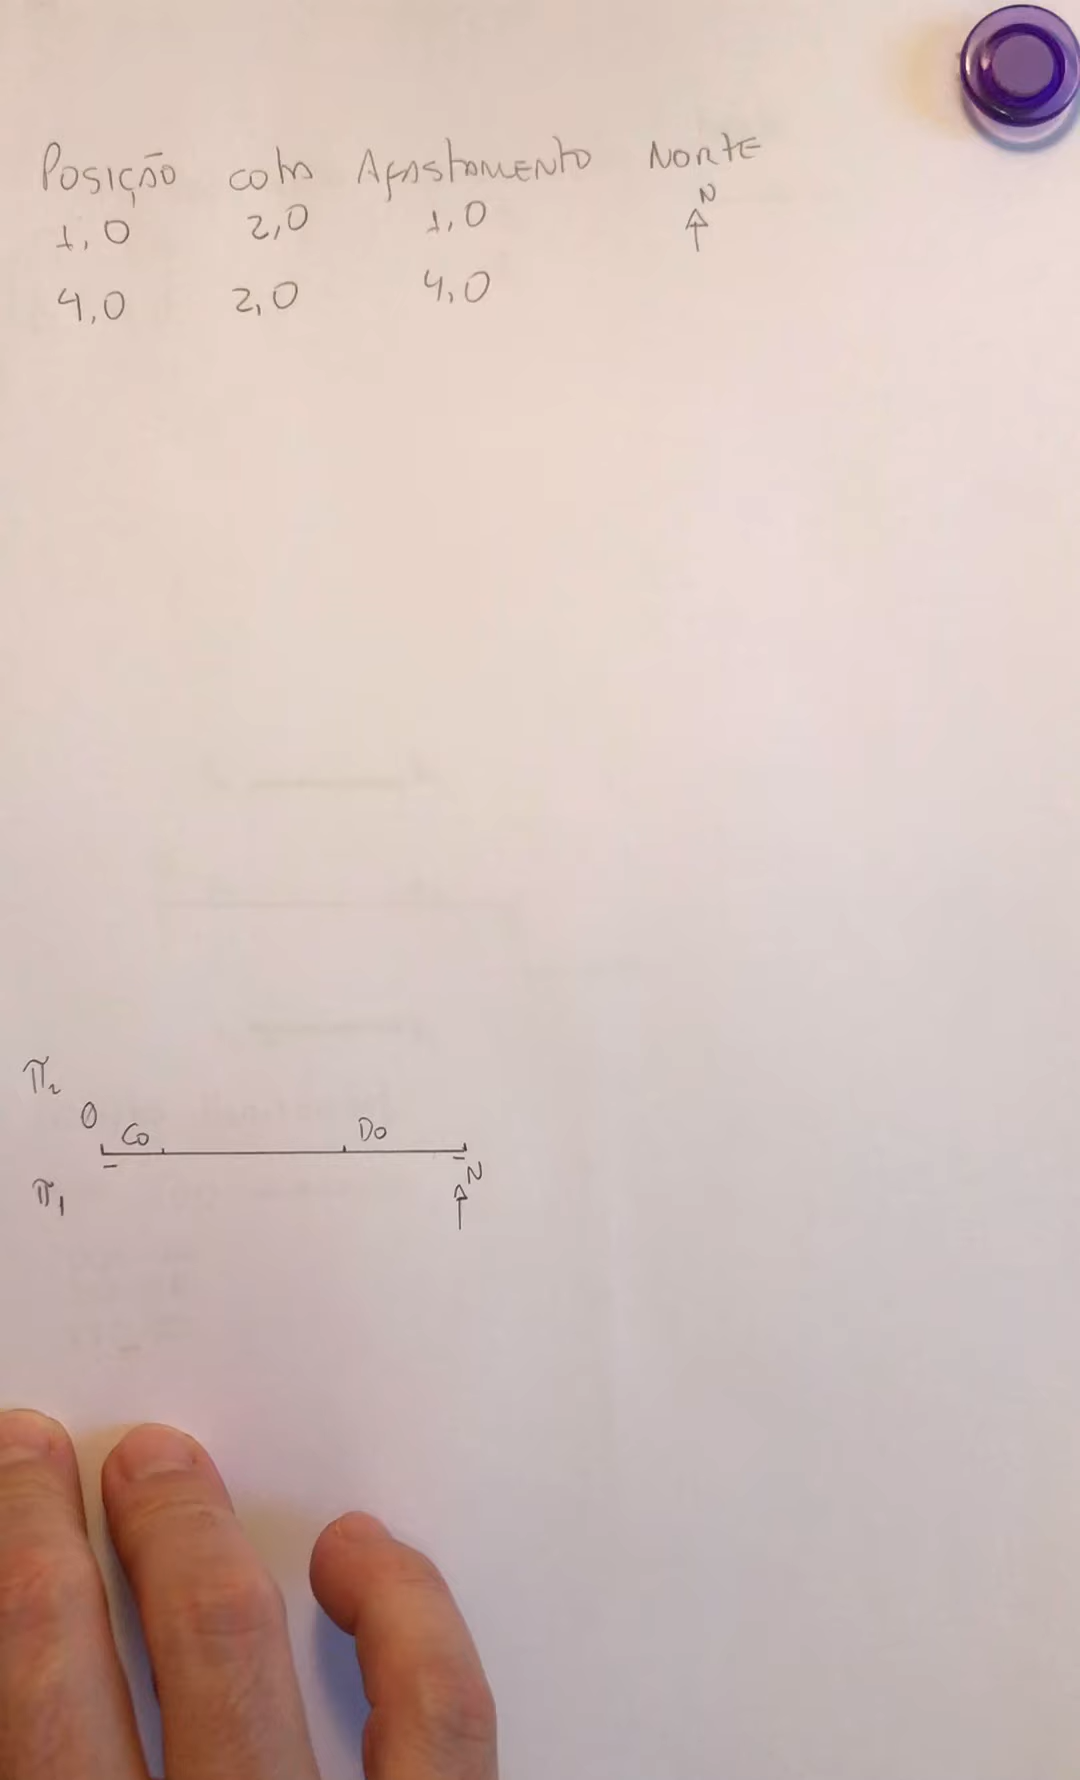 Posição cota Afastamento Norte
1,0 2,0 1,0 N
4,0 2,0 4,0
π2
0 Co Do
π1 N